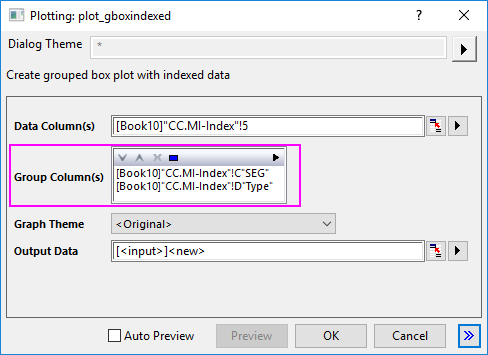 Plotting: plot_gboxindexed
Dialog Theme *
Create grouped box plot with indexed data
Data Column(s) [Book10]"CC.MI-Index"!5
Group Column(s)
[Book10]"CC.MI-Index"!C"SEG"
[Book10]"CC.MI-Index"!D"Type"
Graph Theme <Original>
Output Data [<input>]<new>
Auto Preview Preview OK Cancel